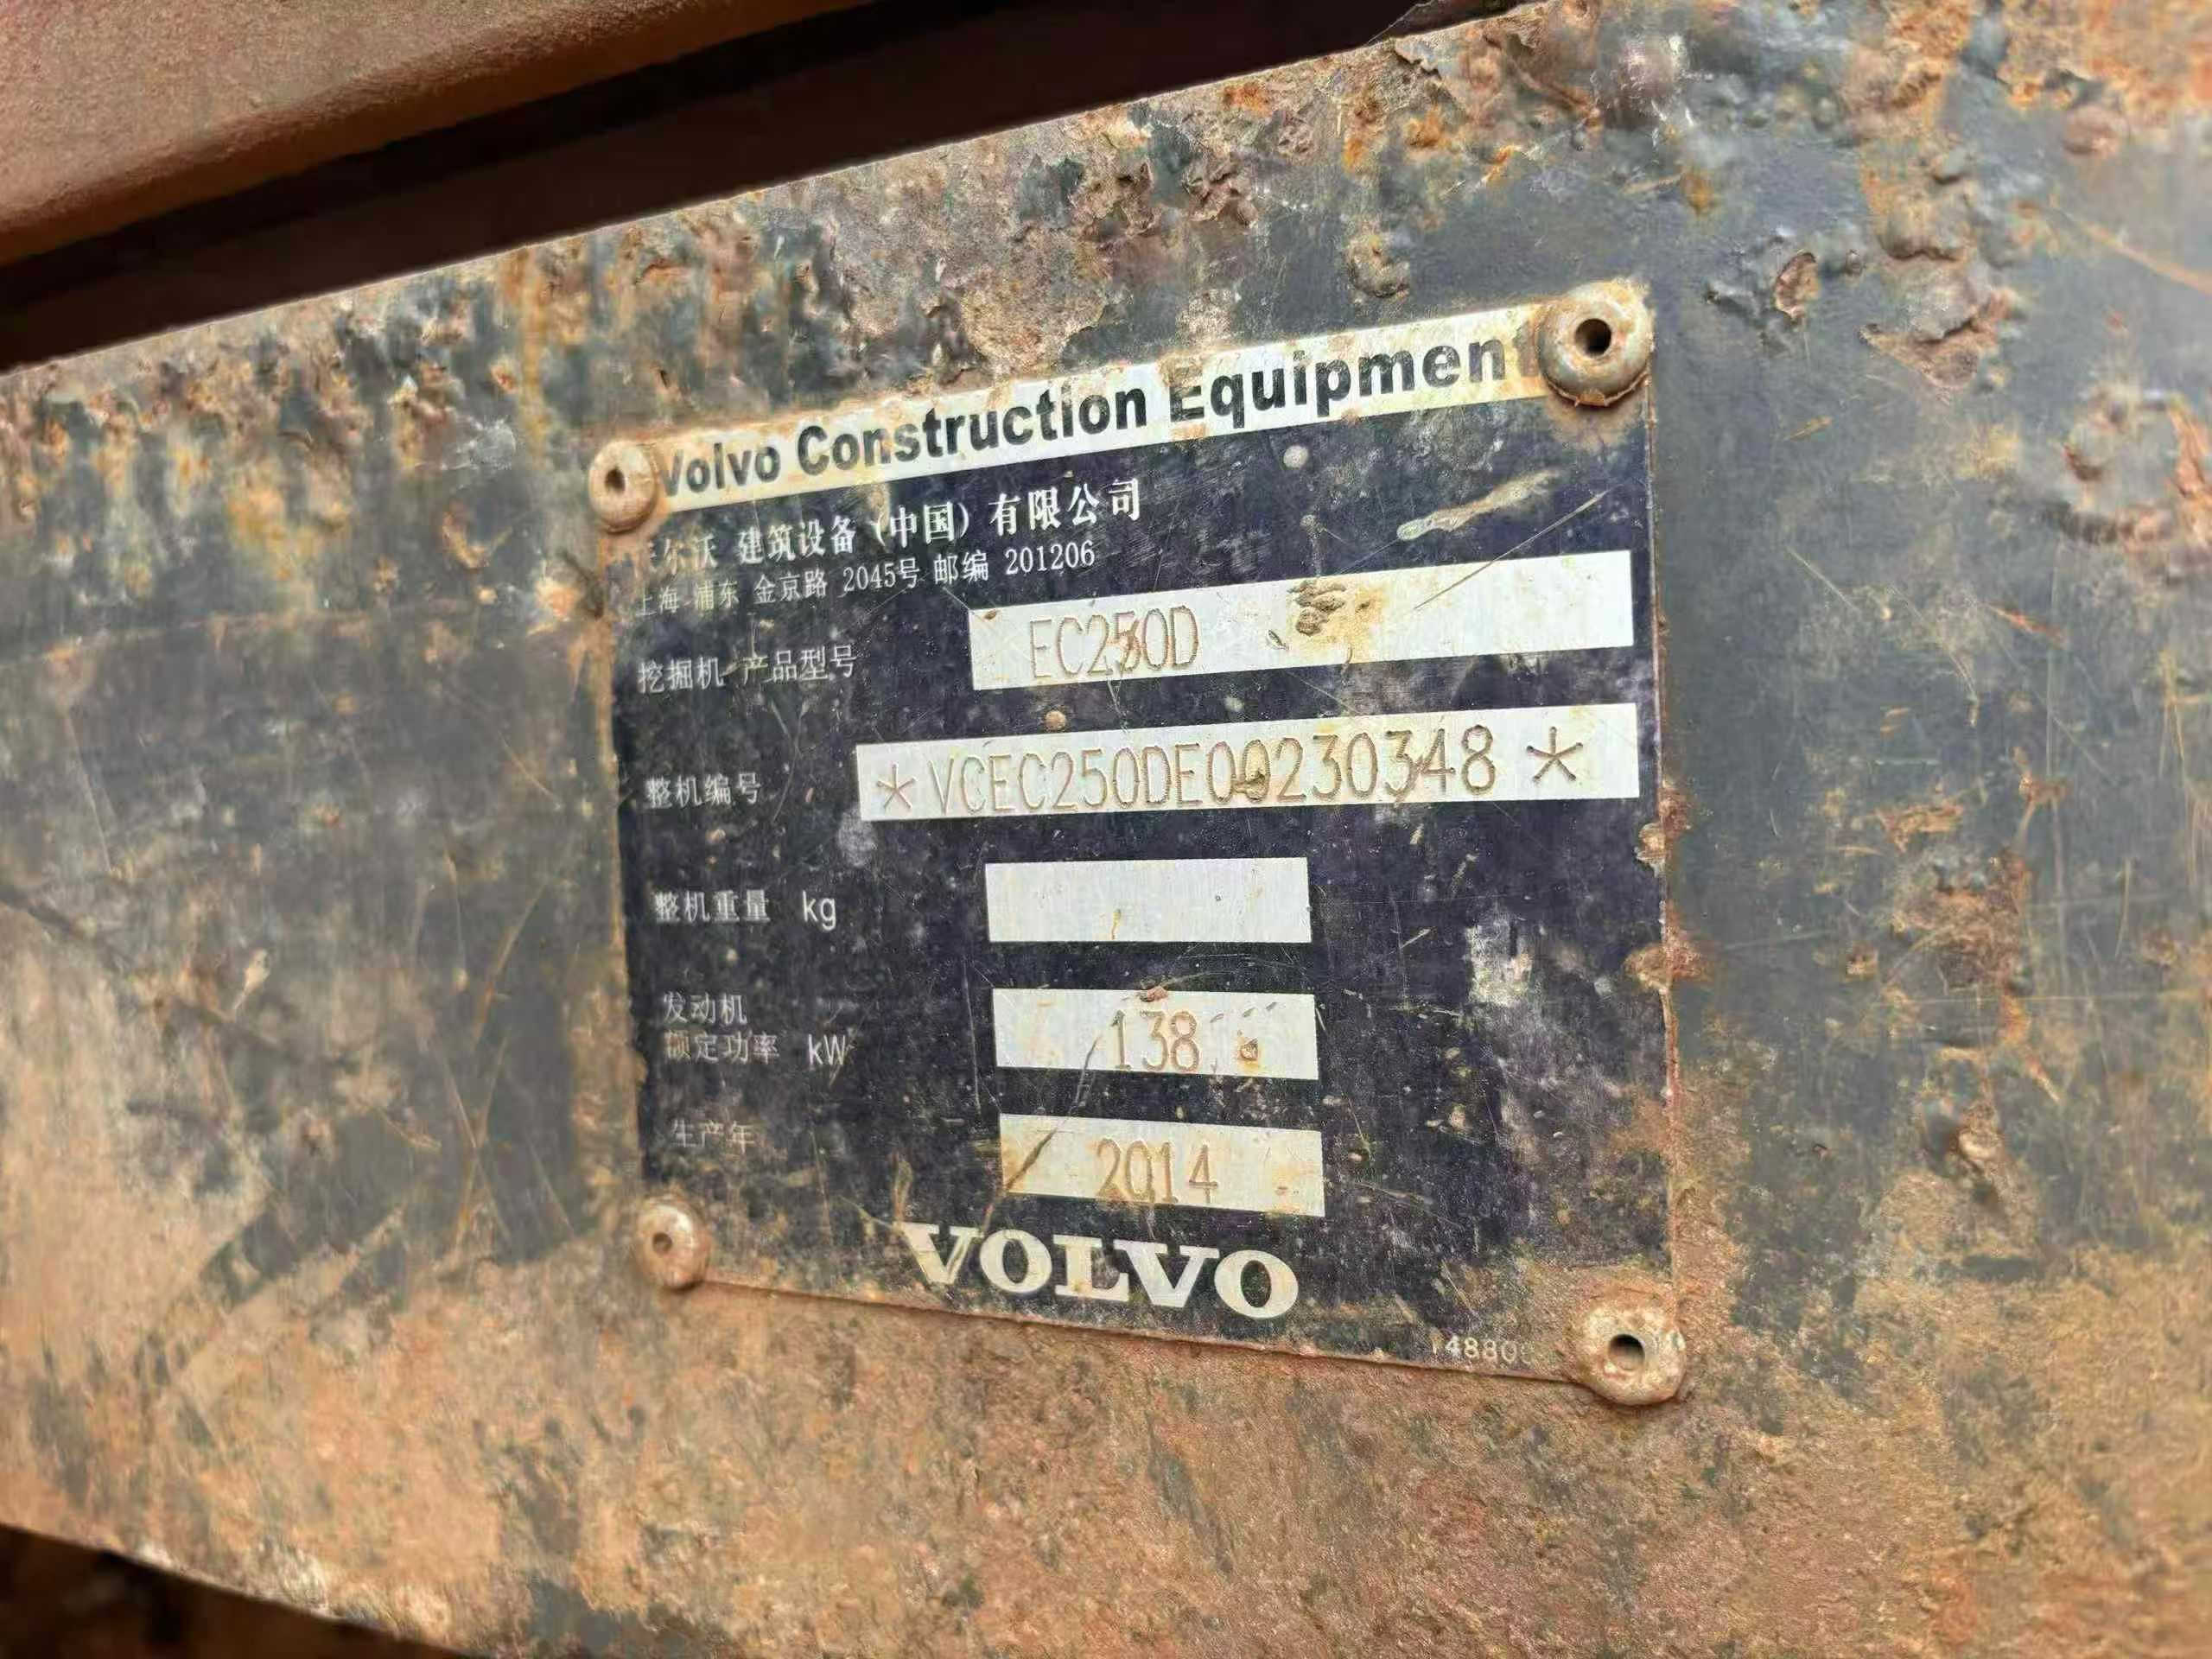 Volvo Construction Equipment
沃尔沃 建筑设备 (中国) 有限公司
上海 浦东 金京路 2045号 邮编 201206
挖掘机 产品型号 EC250D
整机编号 *VCEC250DE00230348*
整机重量 kg
发动机
额定功率 kW 138
生产年 2014
VOLVO